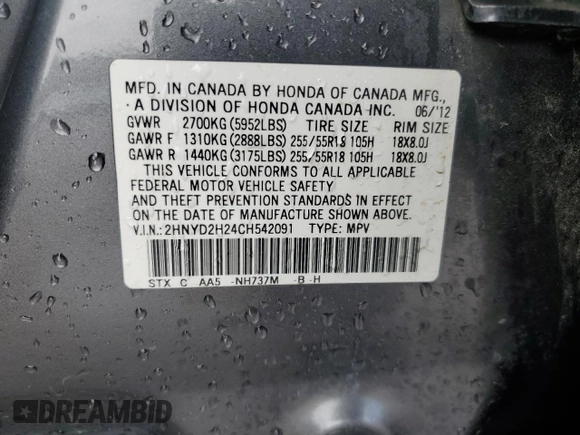 MFD. IN CANADA BY HONDA OF CANADA MFG.,
A DIVISION OF HONDA CANADA INC. 06/'12
GVWR 2700KG (5952LBS) TIRE SIZE RIM SIZE
GAWR F 1310KG (2888LBS) 255/55R18 105H 18X8.0J
GAWR R 1440KG (3175LBS) 255/55R18 105H 18X8.0J
THIS VEHICLE CONFORMS TO ALL APPLICABLE
FEDERAL MOTOR VEHICLE SAFETY
AND THEFT PREVENTION STANDARDS IN EFFECT
ON THE DATE OF MANUFACTURE SHOWN ABOVE.
V.I.N.: 2HNYD2H24CH542091 TYPE: MPV
STX C AA5 -NH737M -B -H
DREAMBID